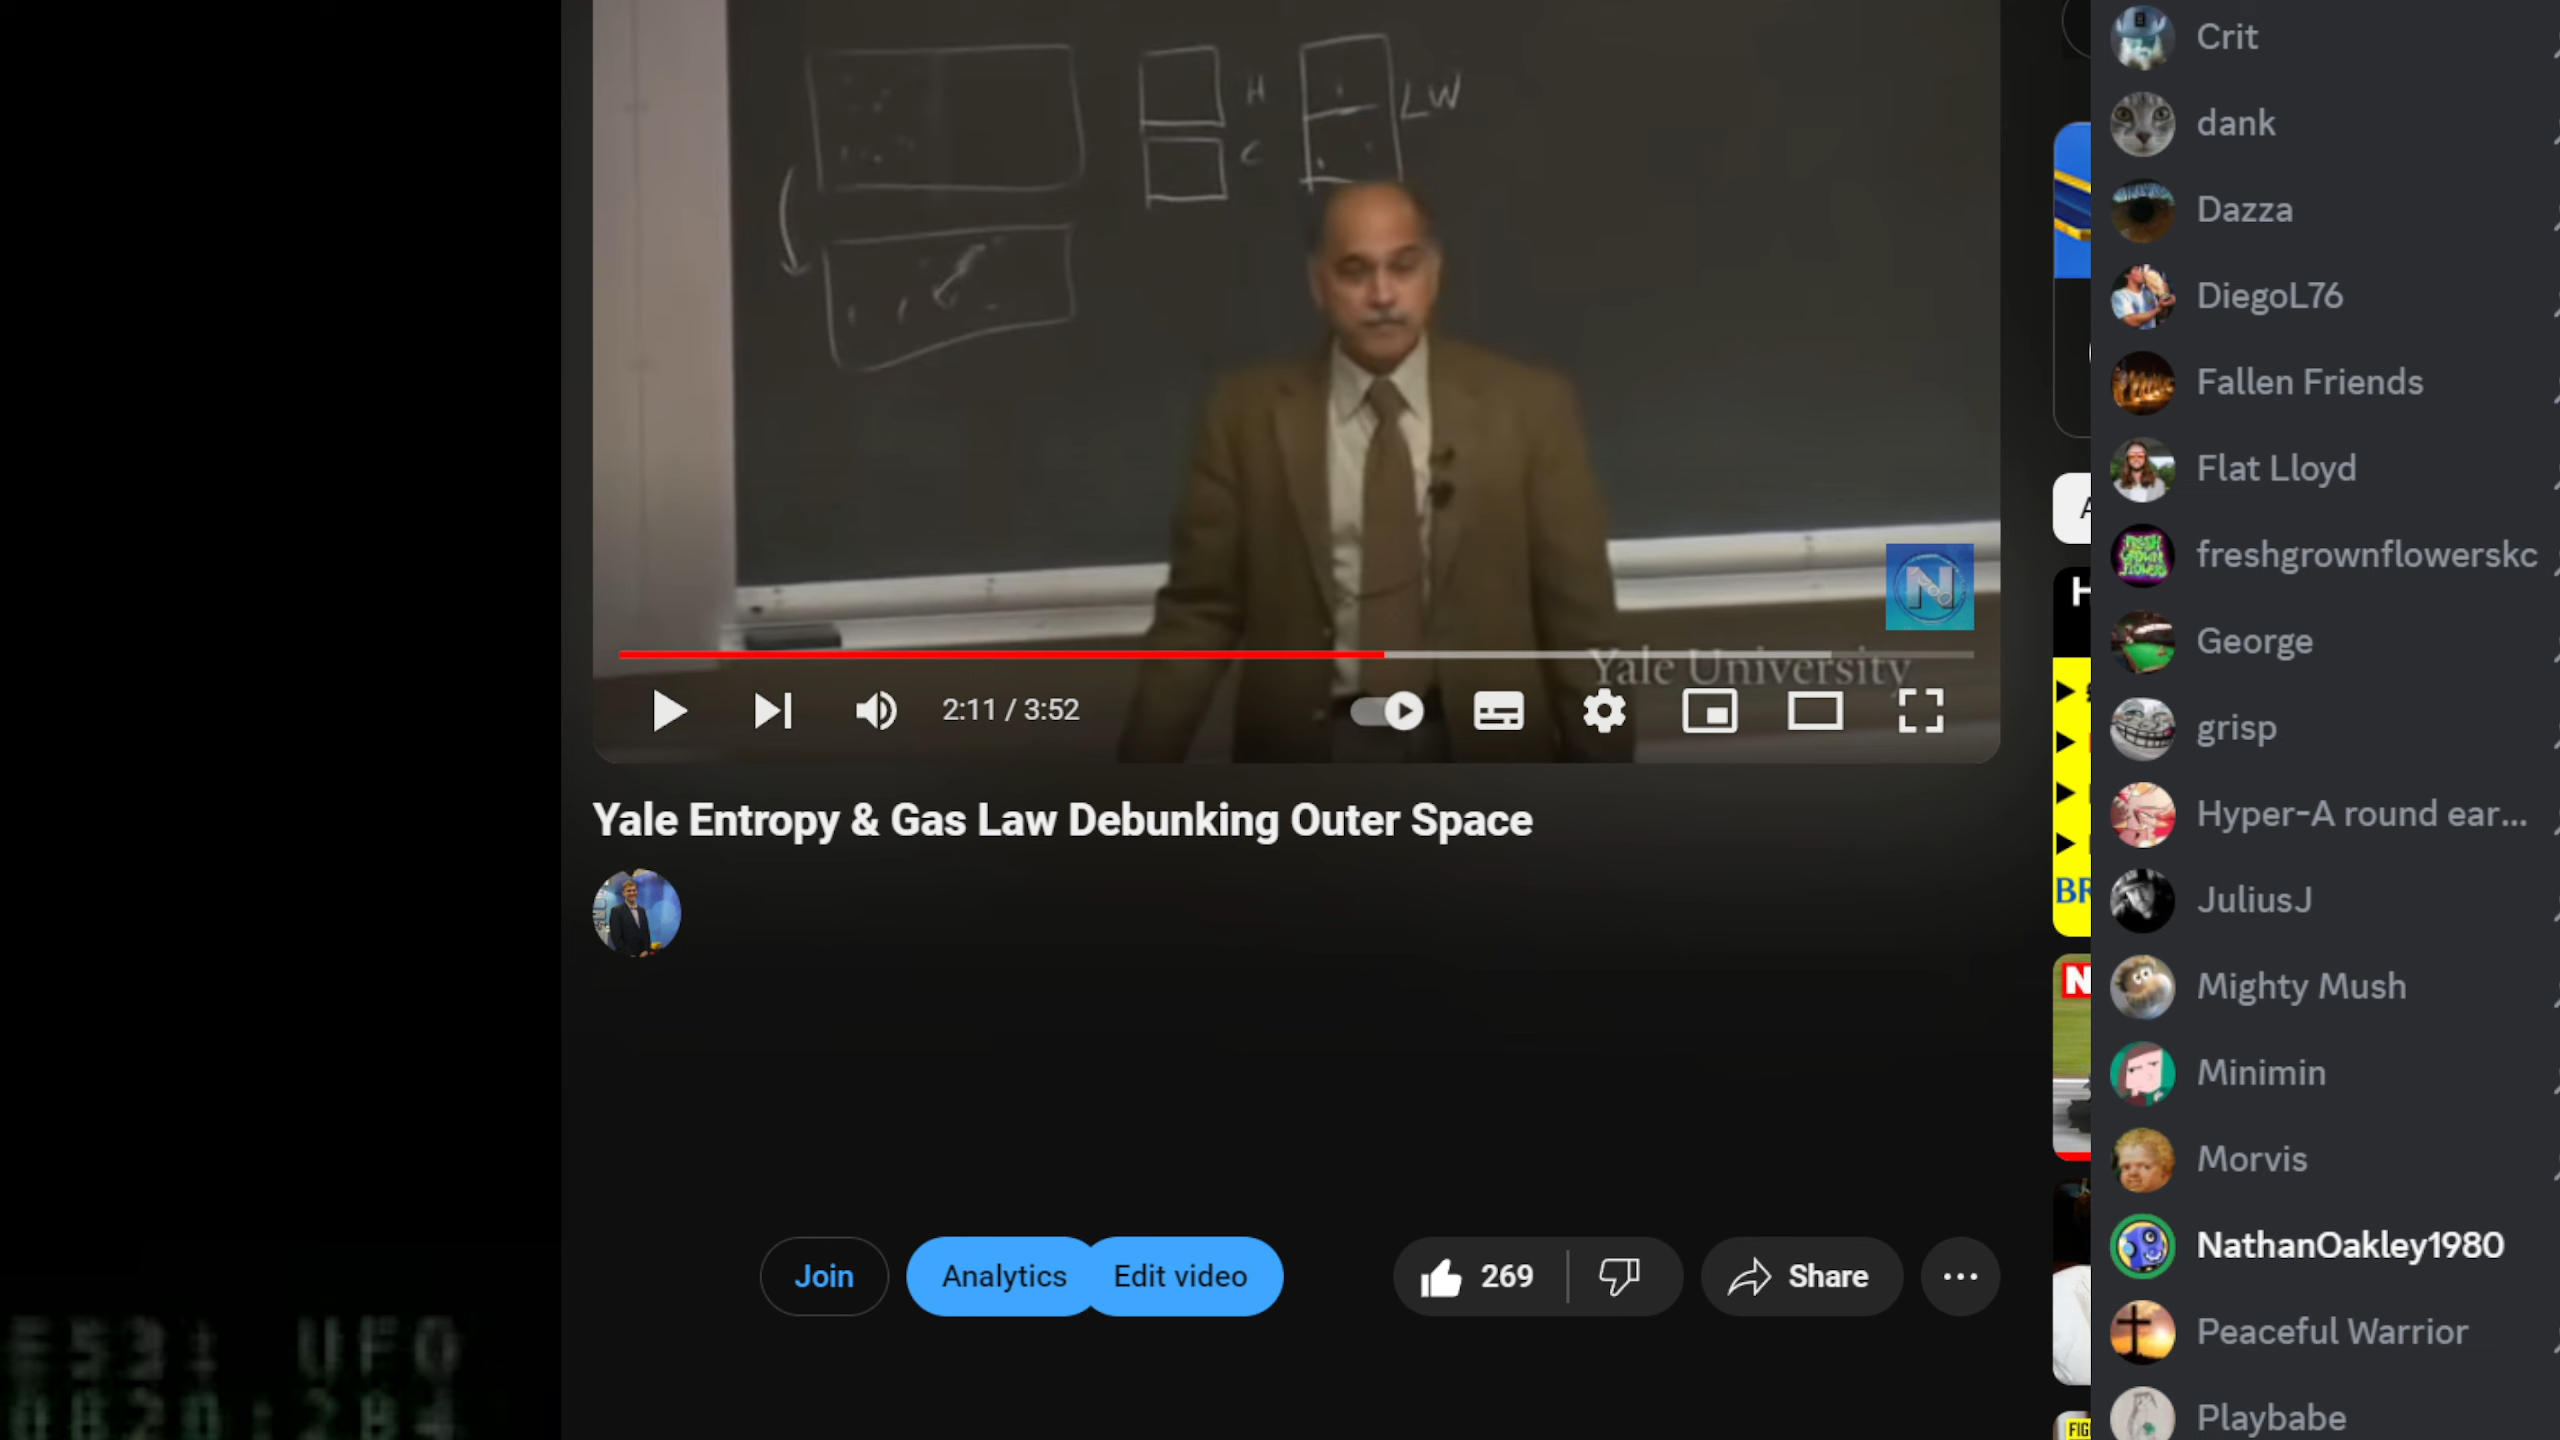 H
C
LW
Yale University
2:11 / 3:52
Yale Entropy & Gas Law Debunking Outer Space
Join
Analytics
Edit video
269
Share
BR
N
FIG
Crit
dank
Dazza
DiegoL76
Fallen Friends
Flat Lloyd
freshgrownflowerskc
George
grisp
Hyper-A round ear...
JuliusJ
Mighty Mush
Minimin
Morvis
NathanOakley1980
Peaceful Warrior
Playbabe
UFO